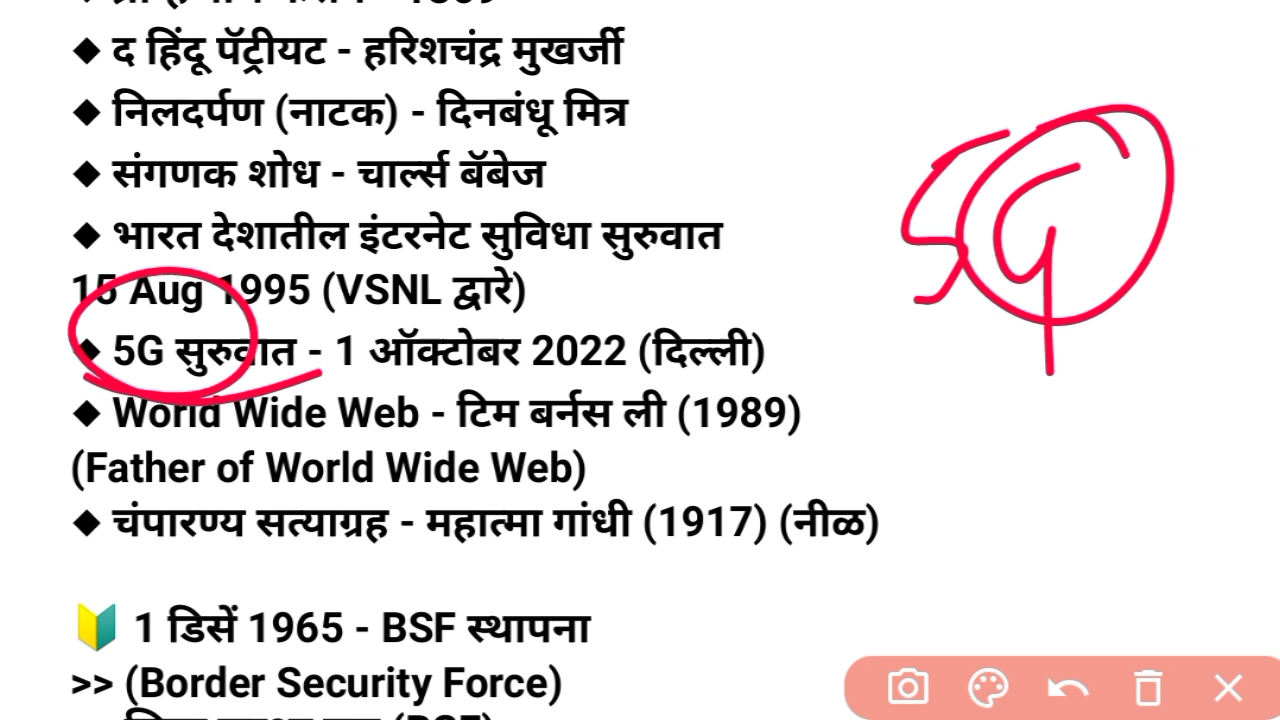 ◆ द हिंदू पॅट्रीयट - हरिशचंद्र मुखर्जी
◆ निलदर्पण (नाटक) - दिनबंधू मित्र
◆ संगणक शोध - चार्ल्स बॅबेज
◆ भारत देशातील इंटरनेट सुविधा सुरुवात
15 Aug 1995 (VSNL द्वारे)
5G
◆ 5G सुरुवात - 1 ऑक्टोबर 2022 (दिल्ली)
◆ World Wide Web - टिम बर्नस ली (1989)
(Father of World Wide Web)
◆ चंपारण्य सत्याग्रह - महात्मा गांधी (1917) (नीळ)
🔰 1 डिसें 1965 - BSF स्थापना
>> (Border Security Force)